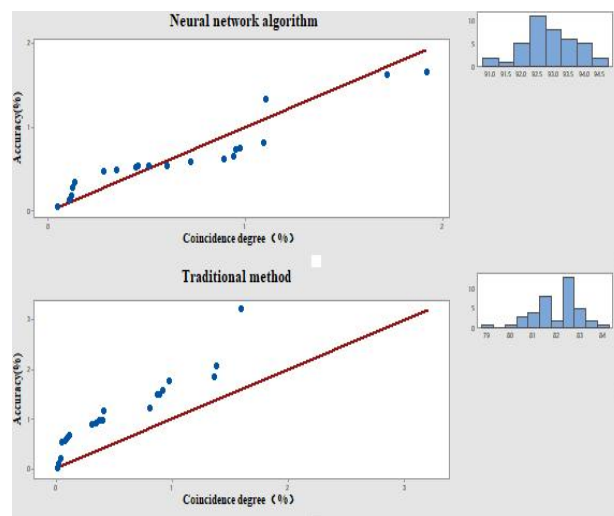 Neural network algorithm
2
1
0
Accuracy(%)
0 1 2
Coincidence degree（%）
10
5
0
91.0 91.5 92.0 92.5 93.0 93.5 94.0 94.5
Traditional method
3
2
1
0
Accuracy(%)
0 1 2 3
Coincidence degree（%）
10
5
0
79 80 81 82 83 84